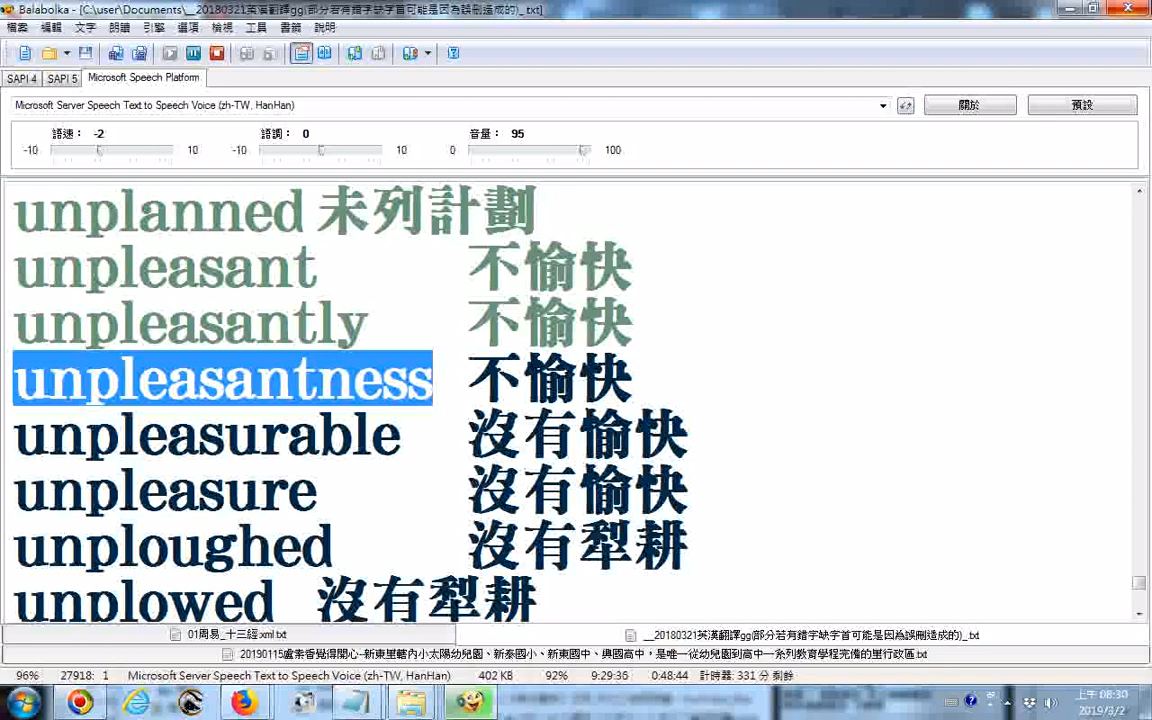 Balabolka - [C:\user\Documents\__20180321英漢翻譯gg(部分若有錯字缺字首可能是因為誤刪造成的)_.txt]
檔案 編輯 文字 朗讀 引擎 選項 檢視 工具 書籤 說明
SAPI 4 SAPI 5 Microsoft Speech Platform
Microsoft Server Speech Text to Speech Voice (zh-TW, HanHan) 關於 預設
語速： -2 語調： 0 音量： 95
-10 10 -10 10 0 100
unplanned 未列計劃
unpleasant 不愉快
unpleasantly 不愉快
unpleasantness 不愉快
unpleasurable 沒有愉快
unpleasure 沒有愉快
unploughed 沒有犁耕
unplowed 沒有犁耕
01周易_十三經.xml.txt __20180321英漢翻譯gg(部分若有錯字缺字首可能是因為誤刪造成的)_.txt
20190115盧素香覺得開心-新東里轄內小太陽幼兒園、新泰國小、新東國中、興國高中，是唯一從幼兒園到高中一系列教育學程完備的里行政區.txt
96% 27918: 1 Microsoft Server Speech Text to Speech Voice (zh-TW, HanHan) 402 KB 92% 9:29:36 0:48:44 計時器: 331 分 剩餘
上午 08:30
2019/3/2